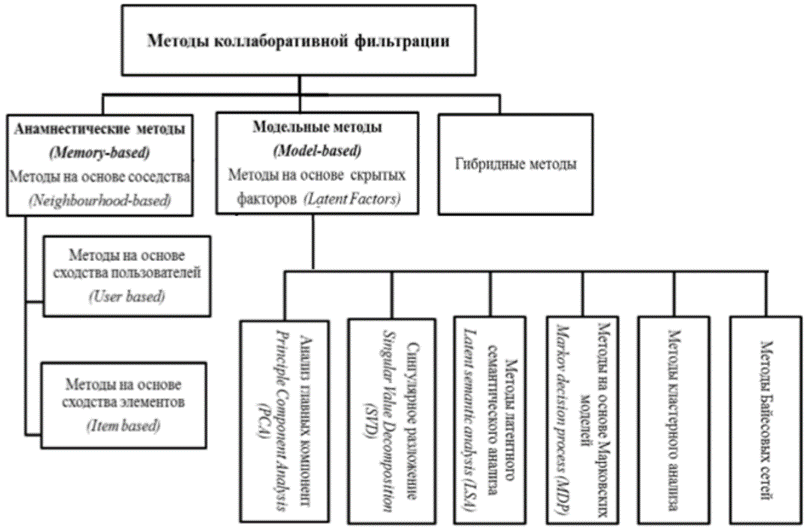 Методы коллаборативной фильтрации
Анамнестические методы
(Memory-based)
Методы на основе соседства
(Neighbourhood-based)
Модельные методы
(Model-based)
Методы на основе скрытых
факторов (Latent Factors)
Гибридные методы
Методы на основе
сходства пользователей
(User based)
Методы на основе
сходства элементов
(Item based)
Анализ главных компонент
Principle Component Analysis
(PCA)
Сингулярное разложение
Singular Value Decomposition
(SVD)
Методы латентного
семантического анализа
Latent semantic analysis (LSA)
Методы на основе Марковских
моделей
Markov decision process (MDP)
Методы кластерного анализа
Методы Байесовых сетей